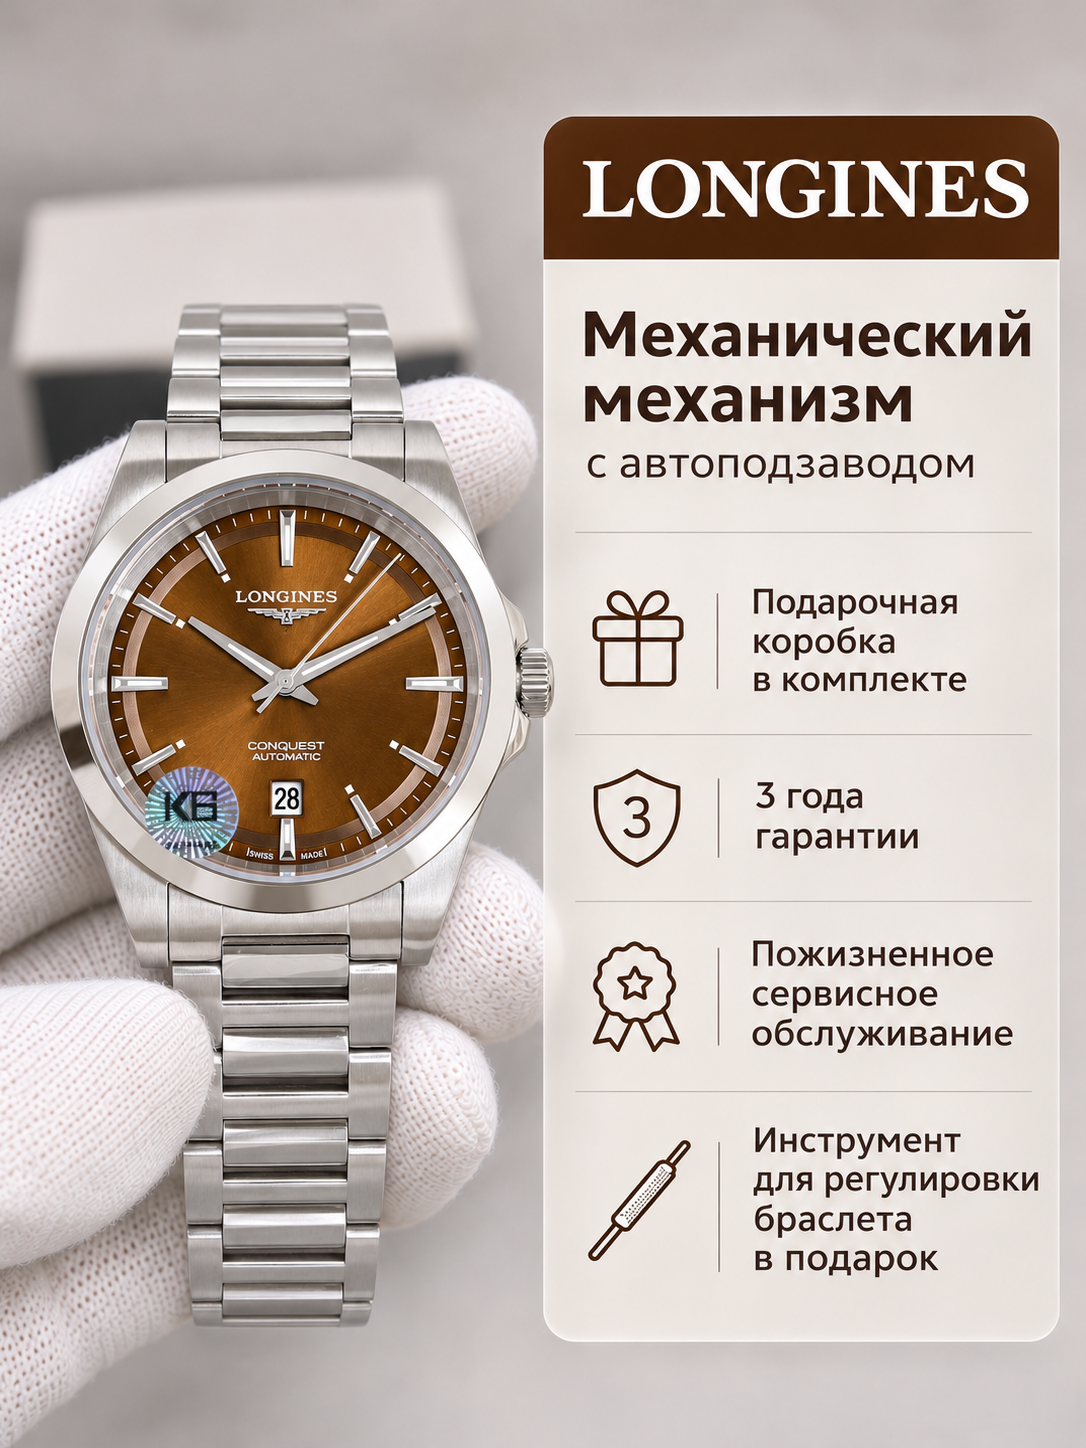 LONGINES
Механический
механизм
с автоподзаводом
Подарочная
коробка
в комплекте
3
3 года
гарантии
Пожизненное
сервисное
обслуживание
Инструмент
для регулировки
браслета
в подарок
LONGINES
CONQUEST
AUTOMATIC
28
K6
SWISS MADE